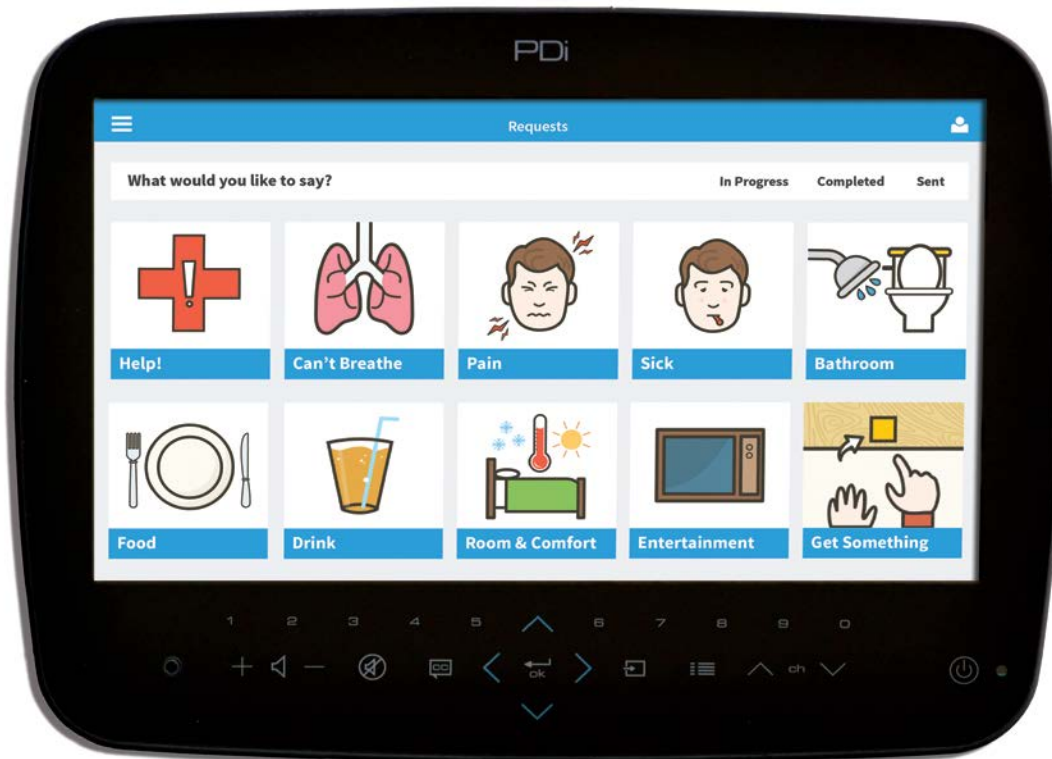 PDi
Requests
What would you like to say? In Progress Completed Sent
Help! Can't Breathe Pain Sick Bathroom
Food Drink Room & Comfort Entertainment Get Something
1 2 3 4 5 6 7 8 9 0
+ − CC ok ch